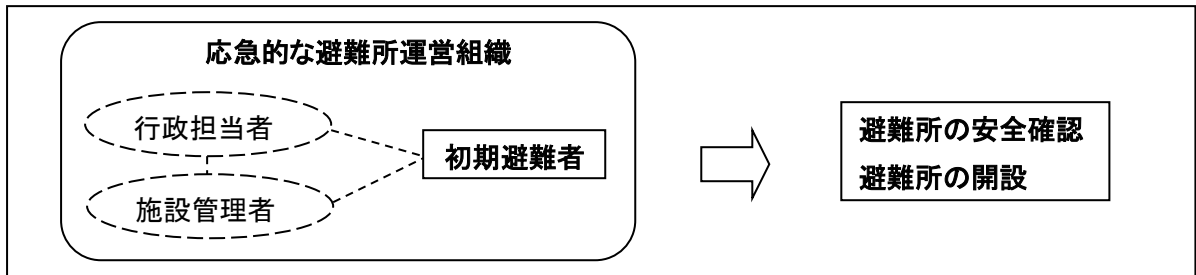 応急的な避難所運営組織
行政担当者
初期避難者
施設管理者
避難所の安全確認
避難所の開設